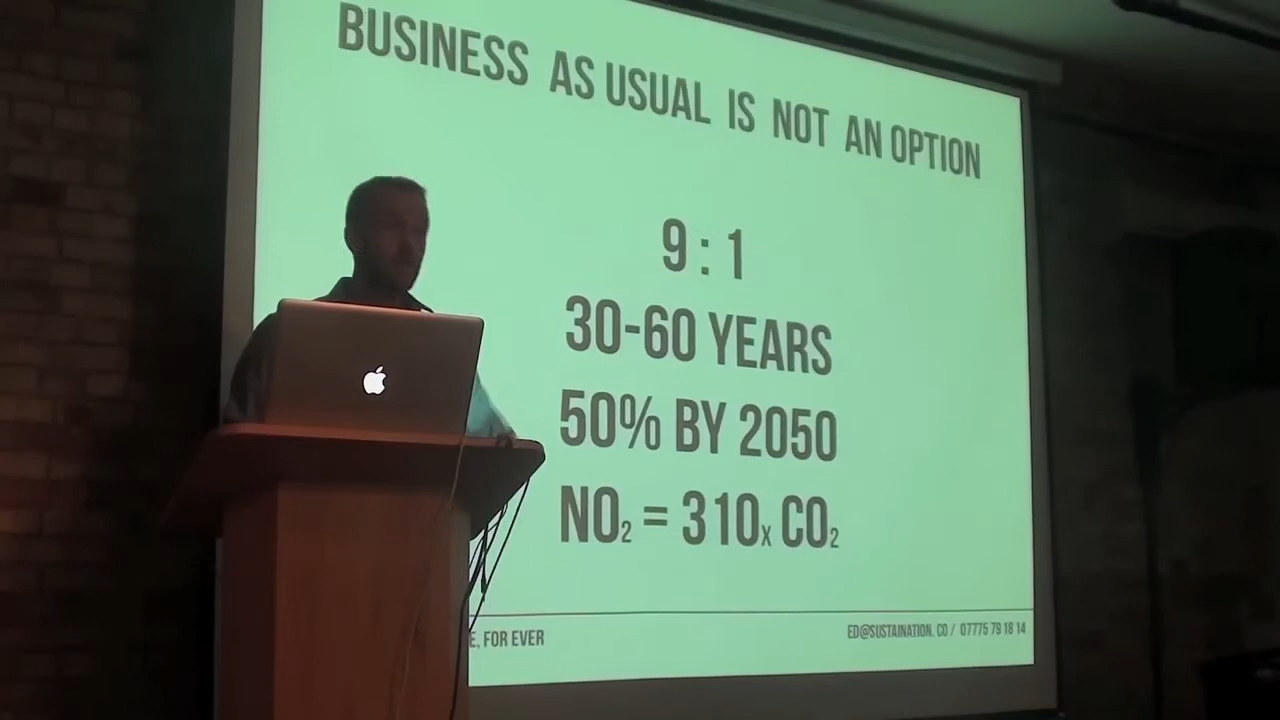 BUSINESS AS USUAL IS NOT AN OPTION
9 : 1
30-60 YEARS
50% BY 2050
NO₂ = 310x CO₂
FOR EVER
ED@SUSTAINATION.CO / 07775 79 18 14